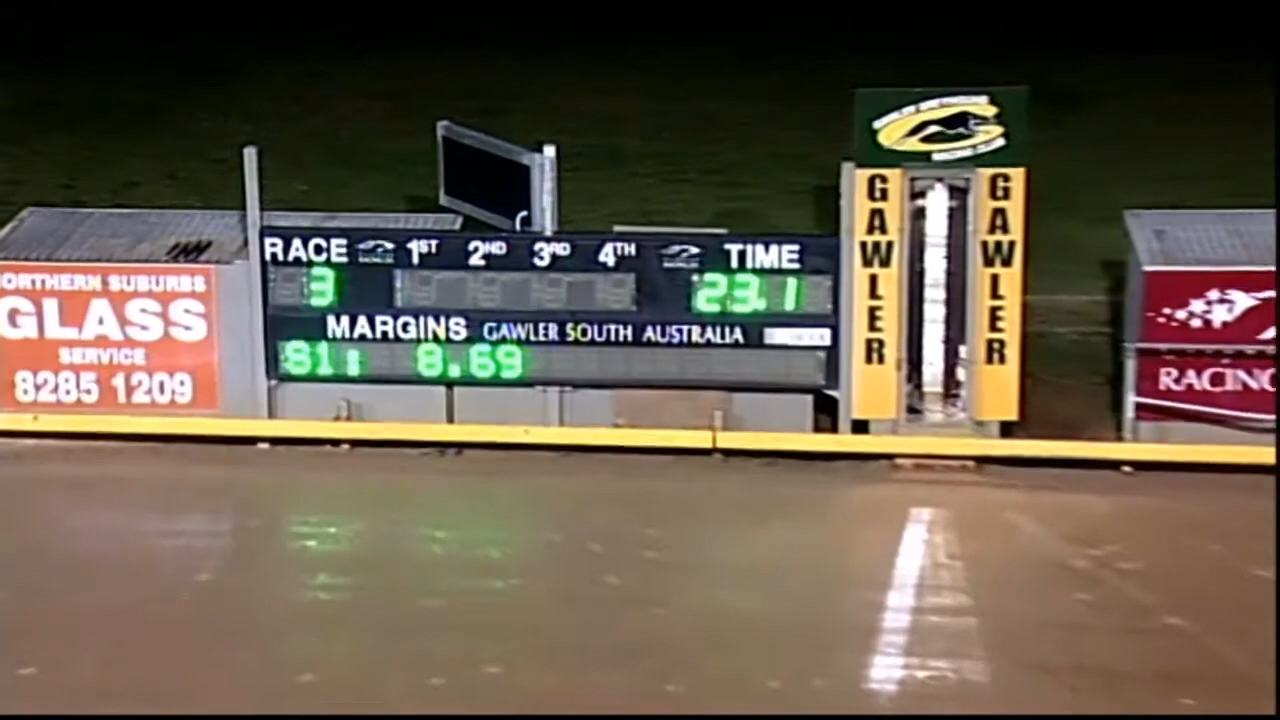 NORTHERN SUBURBS
GLASS
SERVICE
8285 1209
RACE 1ST 2ND 3RD 4TH TIME
3 23.1
MARGINS GAWLER SOUTH AUSTRALIA
S1: 8.69
GAWLER
GAWLER
RACING